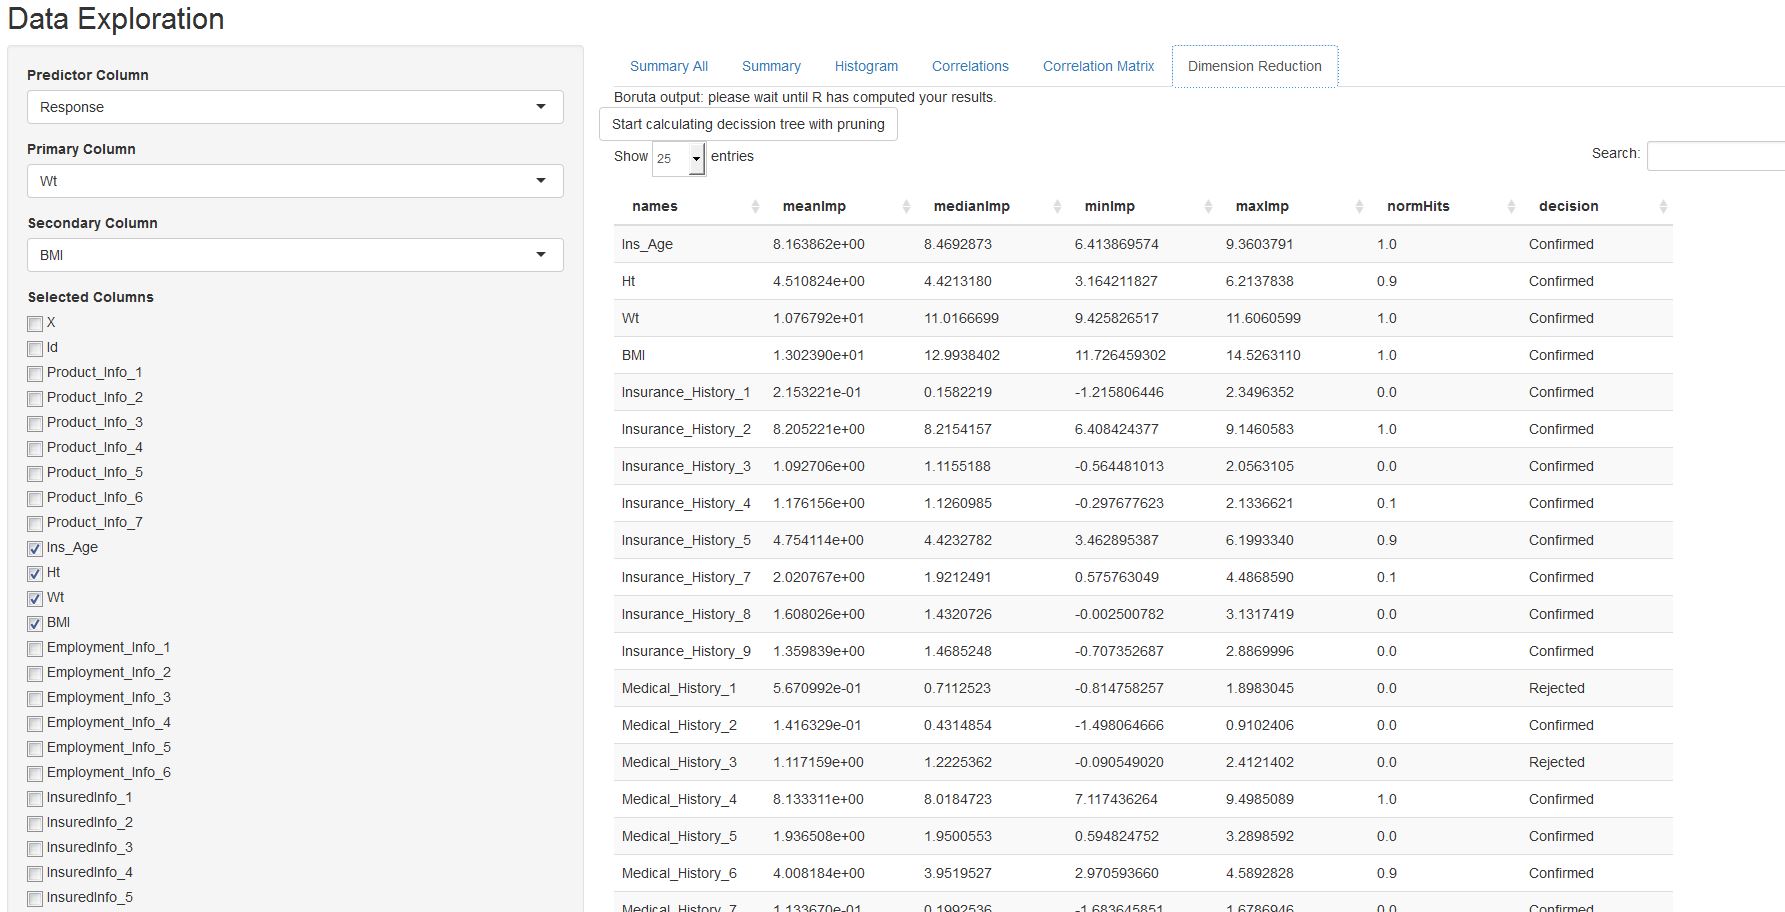 Data Exploration
Predictor Column
Response
Primary Column
Wt
Secondary Column
BMI
Selected Columns
X
Id
Product_Info_1
Product_Info_2
Product_Info_3
Product_Info_4
Product_Info_5
Product_Info_6
Product_Info_7
Ins_Age
Ht
Wt
BMI
Employment_Info_1
Employment_Info_2
Employment_Info_3
Employment_Info_4
Employment_Info_5
Employment_Info_6
InsuredInfo_1
InsuredInfo_2
InsuredInfo_3
InsuredInfo_4
InsuredInfo_5
Summary All Summary Histogram Correlations Correlation Matrix Dimension Reduction
Boruta output: please wait until R has computed your results.
Start calculating decission tree with pruning
Show 25 entries Search:
names meanImp medianImp minImp maxImp normHits decision
Ins_Age 8.163862e+00 8.4692873 6.413869574 9.3603791 1.0 Confirmed
Ht 4.510824e+00 4.4213180 3.164211827 6.2137838 0.9 Confirmed
Wt 1.076792e+01 11.0166699 9.425826517 11.6060599 1.0 Confirmed
BMI 1.302390e+01 12.9938402 11.726459302 14.5263110 1.0 Confirmed
Insurance_History_1 2.153221e-01 0.1582219 -1.215806446 2.3496352 0.0 Confirmed
Insurance_History_2 8.205221e+00 8.2154157 6.408424377 9.1460583 1.0 Confirmed
Insurance_History_3 1.092706e+00 1.1155188 -0.564481013 2.0563105 0.0 Confirmed
Insurance_History_4 1.176156e+00 1.1260985 -0.297677623 2.1336621 0.1 Confirmed
Insurance_History_5 4.754114e+00 4.4232782 3.462895387 6.1993340 0.9 Confirmed
Insurance_History_7 2.020767e+00 1.9212491 0.575763049 4.4868590 0.1 Confirmed
Insurance_History_8 1.608026e+00 1.4320726 -0.002500782 3.1317419 0.0 Confirmed
Insurance_History_9 1.359839e+00 1.4685248 -0.707352687 2.8869996 0.0 Confirmed
Medical_History_1 5.670992e-01 0.7112523 -0.814758257 1.8983045 0.0 Rejected
Medical_History_2 1.416329e-01 0.4314854 -1.498064666 0.9102406 0.0 Confirmed
Medical_History_3 1.117159e+00 1.2225362 -0.090549020 2.4121402 0.0 Rejected
Medical_History_4 8.133311e+00 8.0184723 7.117436264 9.4985089 1.0 Confirmed
Medical_History_5 1.936508e+00 1.9500553 0.594824752 3.2898592 0.0 Confirmed
Medical_History_6 4.008184e+00 3.9519527 2.970593660 4.5892828 0.9 Confirmed
Medical_History_7 1.133670e-01 0.1992536 -1.683645851 1.6786946 0.0 Confirmed